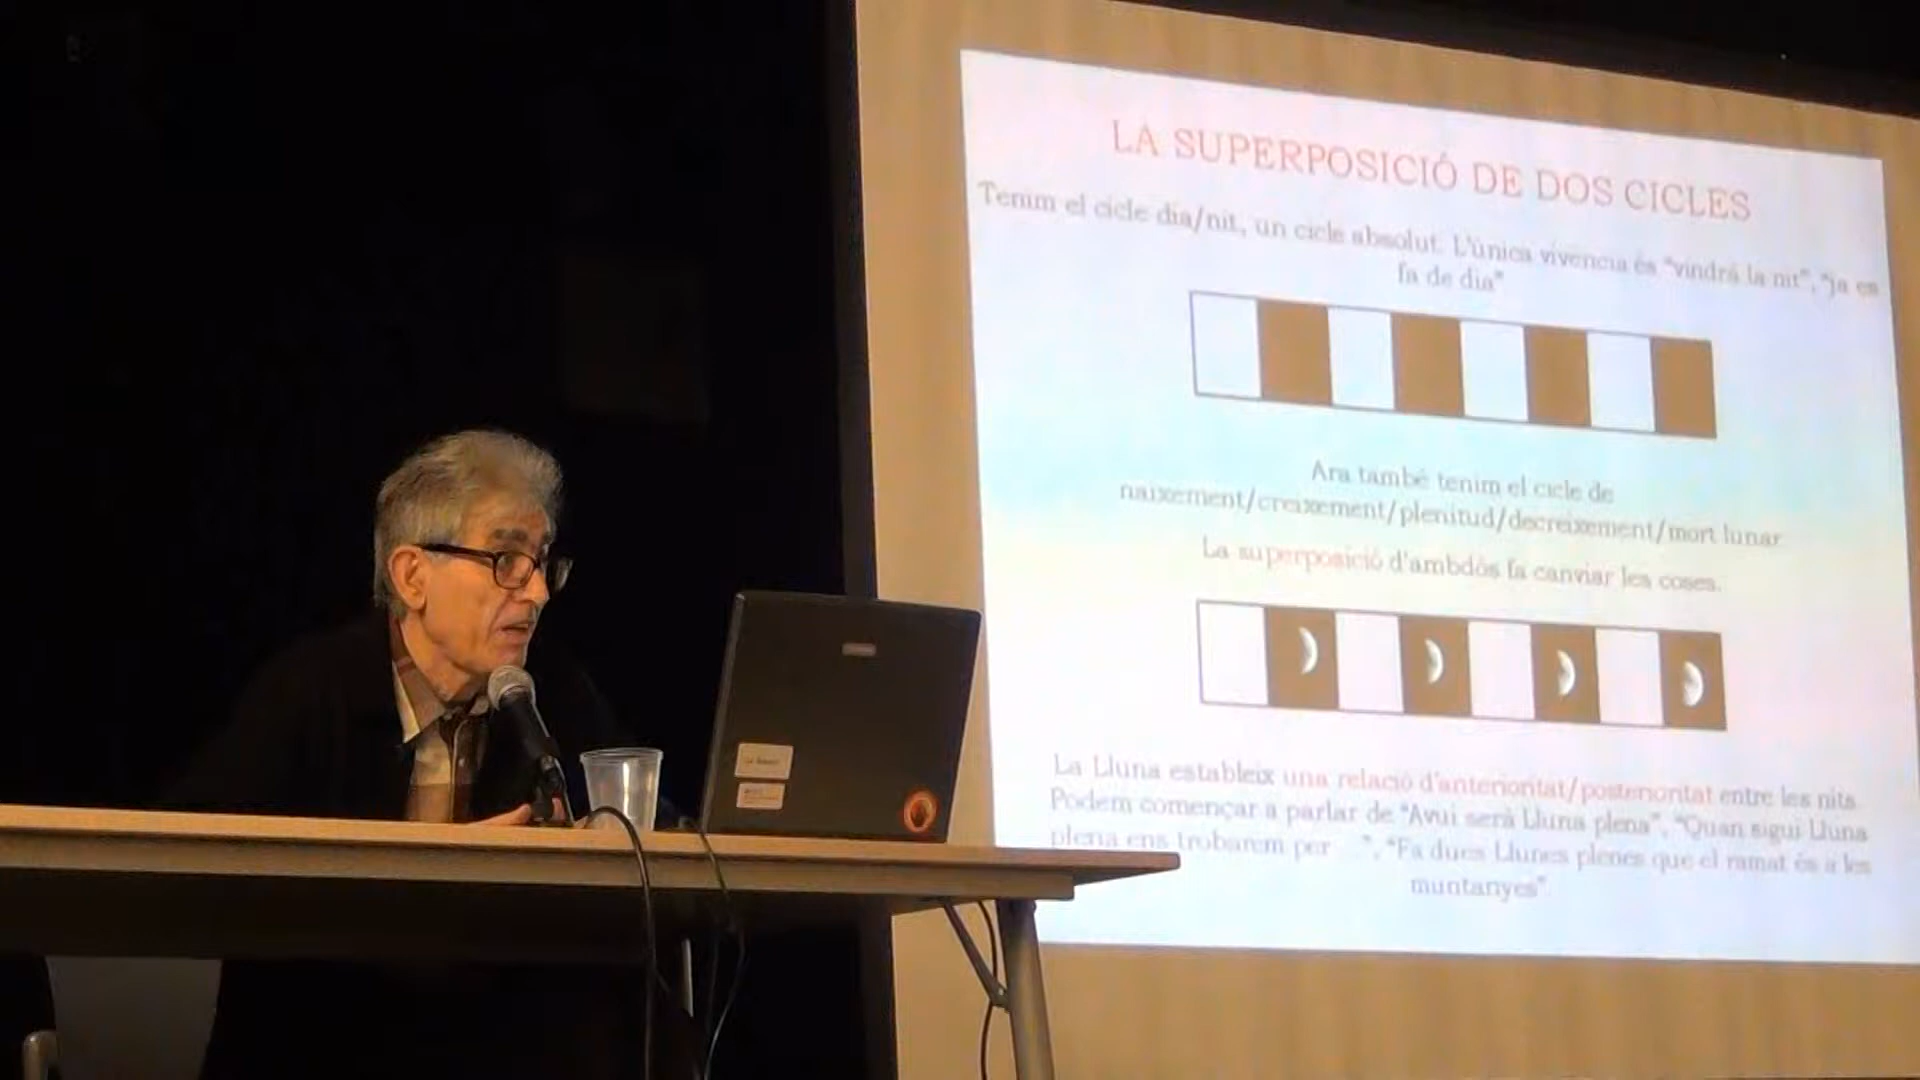 LA SUPERPOSICIÓ DE DOS CICLES
Tenim el cicle dia/nit, un cicle absolut. L'única vivencia és "vindrà la nit", "ja es
fa de dia"
Ara també tenim el cicle de
naixement/creixement/plenitud/decreixement/mort lunar
La superposició d'ambdòs fa canviar les coses.
La Lluna estableix una relació d'anterioritat/posterioritat entre les nits.
Podem començar a parlar de "Avui serà Lluna plena", "Quan sigui Lluna
plena ens trobarem per ", "Fa dues Llunes plenes que el ramat és a les
muntanyes"